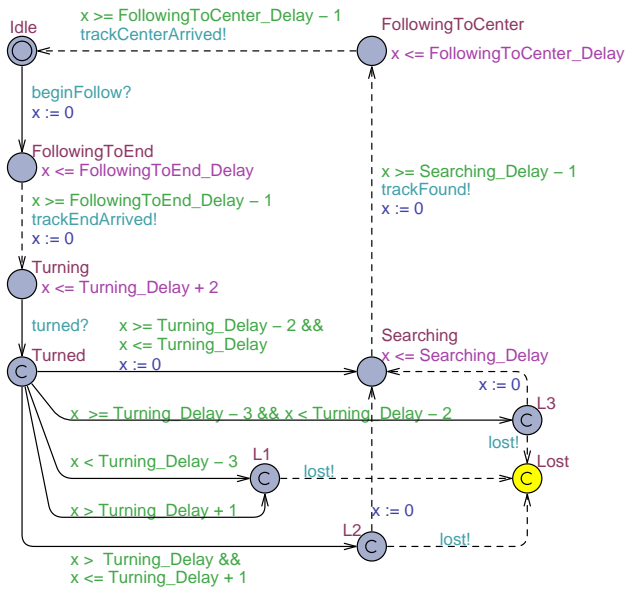 x >= FollowingToCenter_Delay − 1
trackCenterArrived!
Idle
FollowingToCenter
x <= FollowingToCenter_Delay
beginFollow?
x := 0
FollowingToEnd
x <= FollowingToEnd_Delay
x >= FollowingToEnd_Delay − 1
trackEndArrived!
x := 0
x >= Searching_Delay − 1
trackFound!
x := 0
Turning
x <= Turning_Delay + 2
turned?
x >= Turning_Delay − 2 &&
x <= Turning_Delay
x := 0
Turned
C
Searching
x <= Searching_Delay
x := 0
x >= Turning_Delay − 3 && x < Turning_Delay − 2
L3
C
lost!
x < Turning_Delay − 3
L1
C
lost!
Lost
C
x > Turning_Delay + 1
x := 0
L2
C
lost!
x > Turning_Delay &&
x <= Turning_Delay + 1